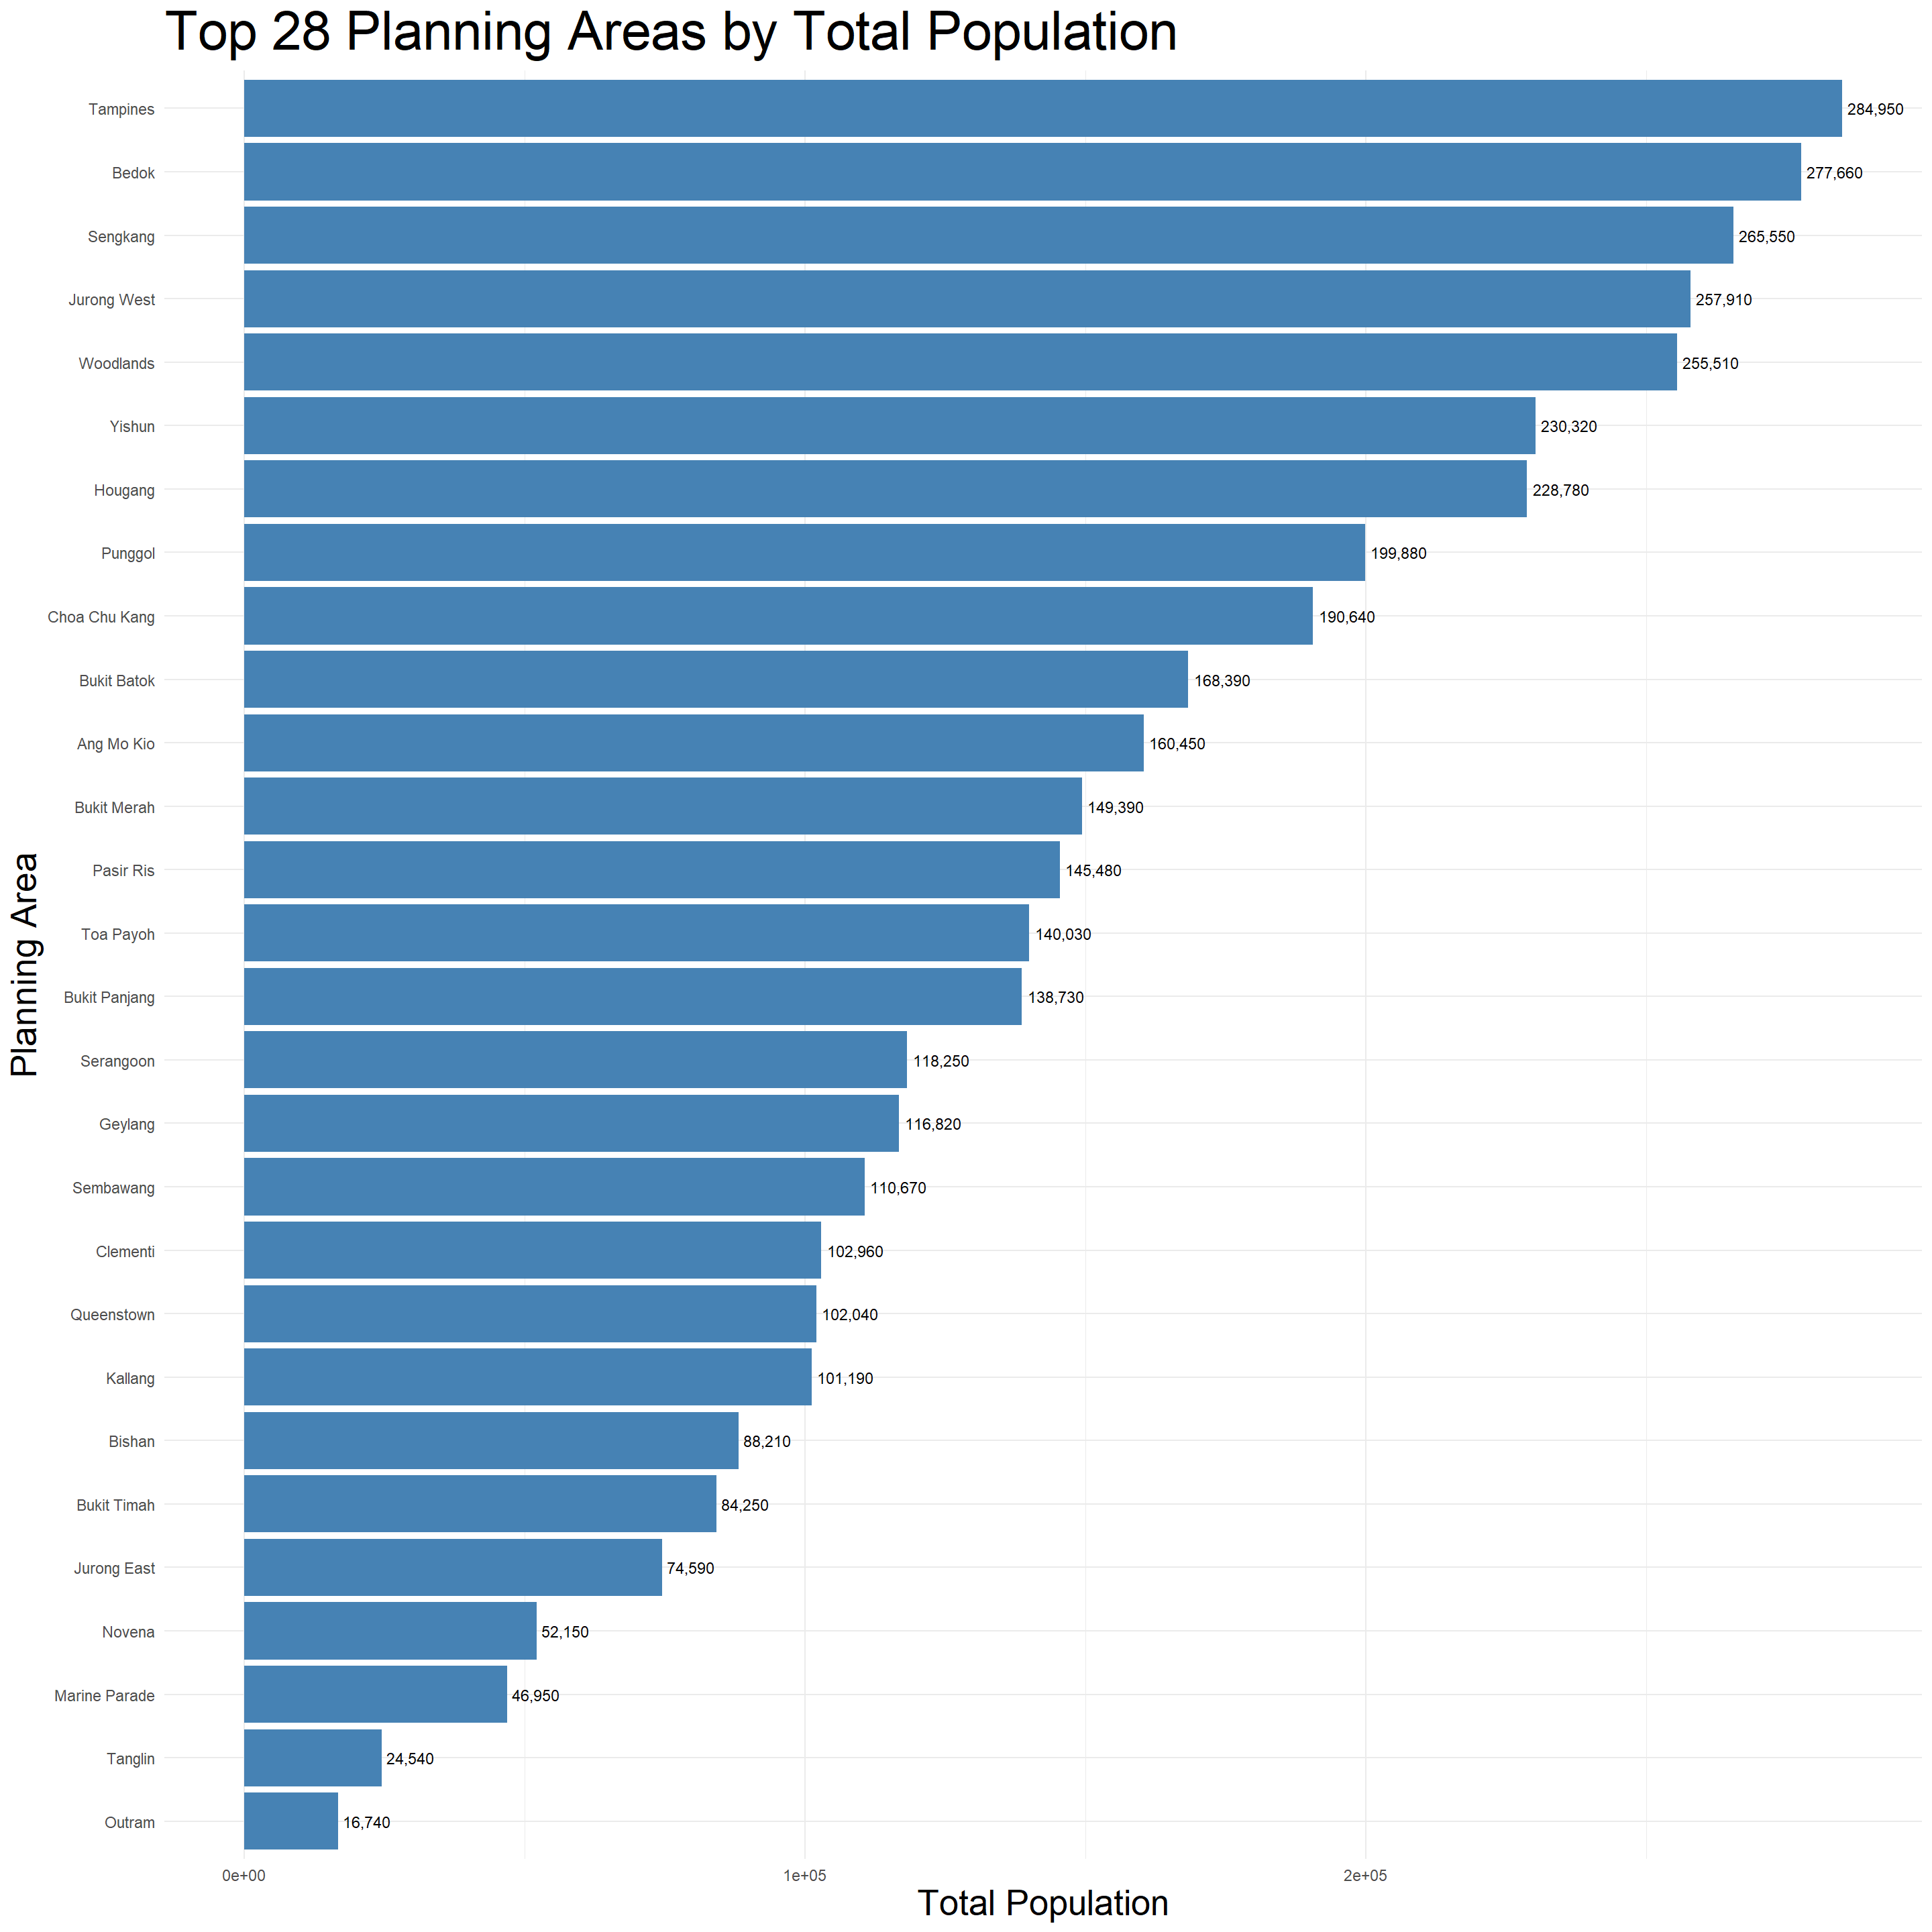 Top 28 Planning Areas by Total Population
Planning Area
Tampines 284,950
Bedok 277,660
Sengkang 265,550
Jurong West 257,910
Woodlands 255,510
Yishun 230,320
Hougang 228,780
Punggol 199,880
Choa Chu Kang 190,640
Bukit Batok 168,390
Ang Mo Kio 160,450
Bukit Merah 149,390
Pasir Ris 145,480
Toa Payoh 140,030
Bukit Panjang 138,730
Serangoon 118,250
Geylang 116,820
Sembawang 110,670
Clementi 102,960
Queenstown 102,040
Kallang 101,190
Bishan 88,210
Bukit Timah 84,250
Jurong East 74,590
Novena 52,150
Marine Parade 46,950
Tanglin 24,540
Outram 16,740
0e+00 1e+05 2e+05
Total Population